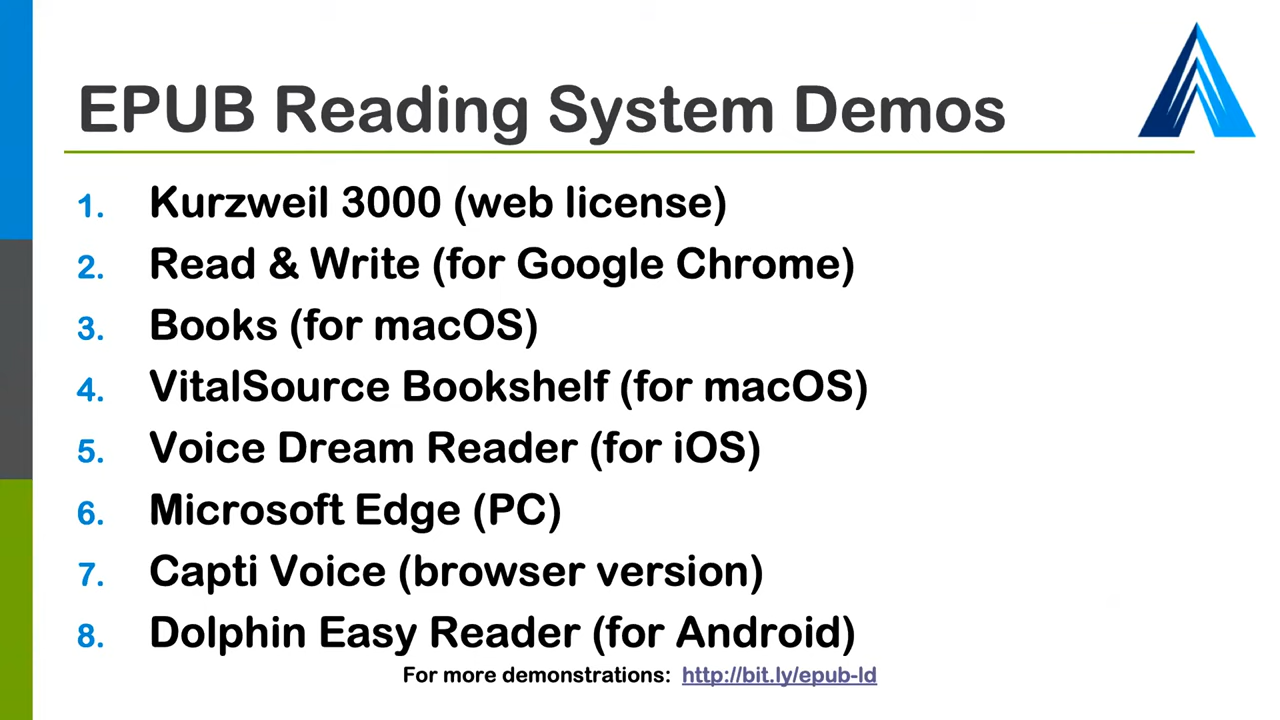 EPUB Reading System Demos
1. Kurzweil 3000 (web license)
2. Read & Write (for Google Chrome)
3. Books (for macOS)
4. VitalSource Bookshelf (for macOS)
5. Voice Dream Reader (for iOS)
6. Microsoft Edge (PC)
7. Capti Voice (browser version)
8. Dolphin Easy Reader (for Android)
For more demonstrations: http://bit.ly/epub-ld